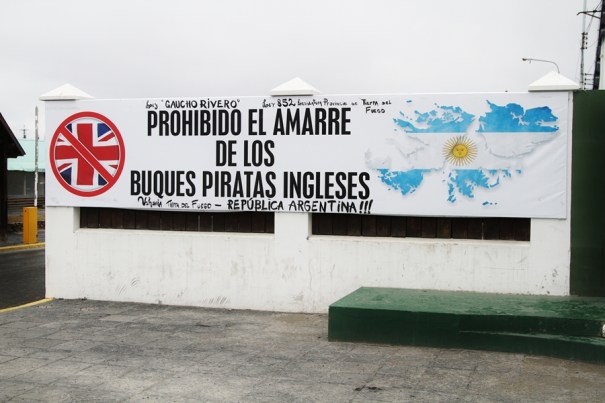 Ley "GAUCHO RIVERO" Ley 852 Provincia de Tierra del Fuego
PROHIBIDO EL AMARRE
DE LOS
BUQUES PIRATAS INGLESES
Ushuaia Tierra del Fuego - REPÚBLICA ARGENTINA!!!